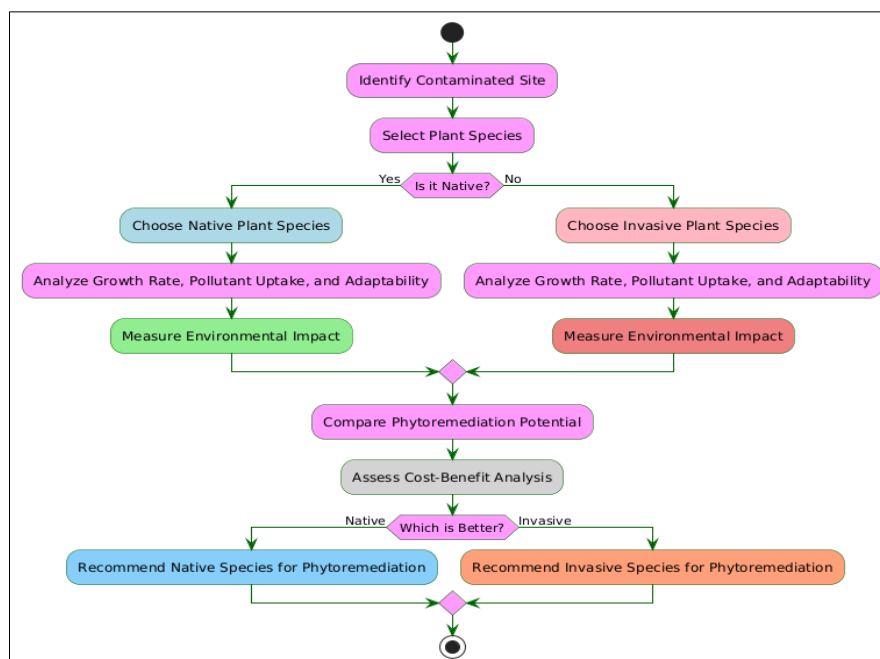 Identify Contaminated Site
Select Plant Species
Yes
Is it Native?
No
Choose Native Plant Species
Choose Invasive Plant Species
Analyze Growth Rate, Pollutant Uptake, and Adaptability
Analyze Growth Rate, Pollutant Uptake, and Adaptability
Measure Environmental Impact
Measure Environmental Impact
Compare Phytoremediation Potential
Assess Cost-Benefit Analysis
Native
Which is Better?
Invasive
Recommend Native Species for Phytoremediation
Recommend Invasive Species for Phytoremediation